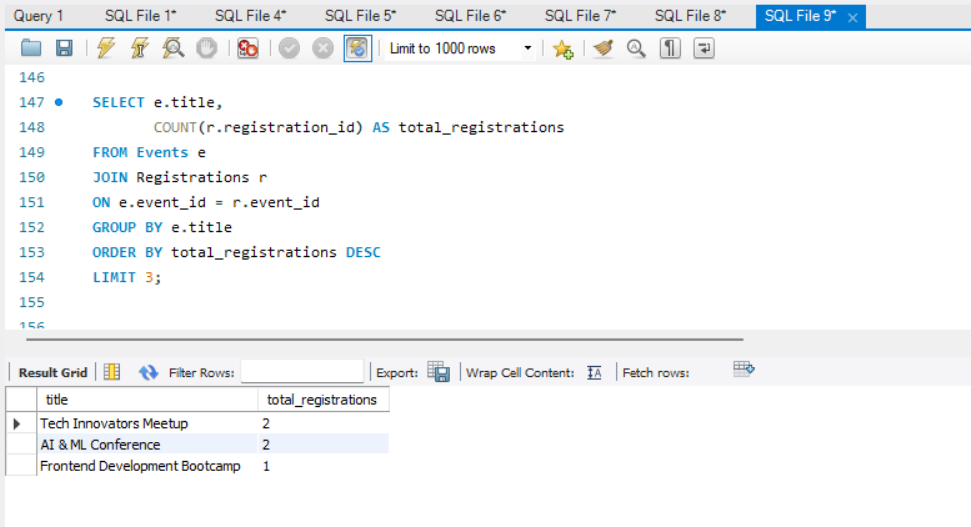 Query 1 SQL File 1* SQL File 4* SQL File 5* SQL File 6* SQL File 7* SQL File 8* SQL File 9* ×
Limit to 1000 rows
146
147 SELECT e.title,
148 COUNT(r.registration_id) AS total_registrations
149 FROM Events e
150 JOIN Registrations r
151 ON e.event_id = r.event_id
152 GROUP BY e.title
153 ORDER BY total_registrations DESC
154 LIMIT 3;
155
156
Result Grid Filter Rows: Export: Wrap Cell Content: IA Fetch rows:
title total_registrations
Tech Innovators Meetup 2
AI & ML Conference 2
Frontend Development Bootcamp 1